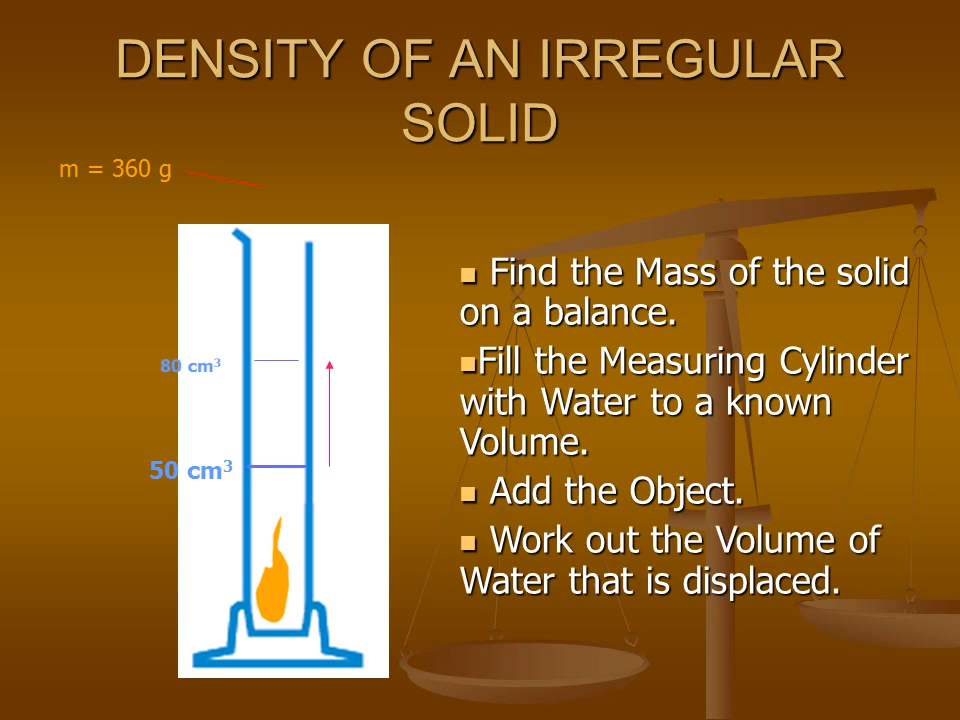 DENSITY OF AN IRREGULAR
SOLID
m = 360 g
80 cm³
50 cm³
■ Find the Mass of the solid
on a balance.
■Fill the Measuring Cylinder
with Water to a known
Volume.
■ Add the Object.
■ Work out the Volume of
Water that is displaced.